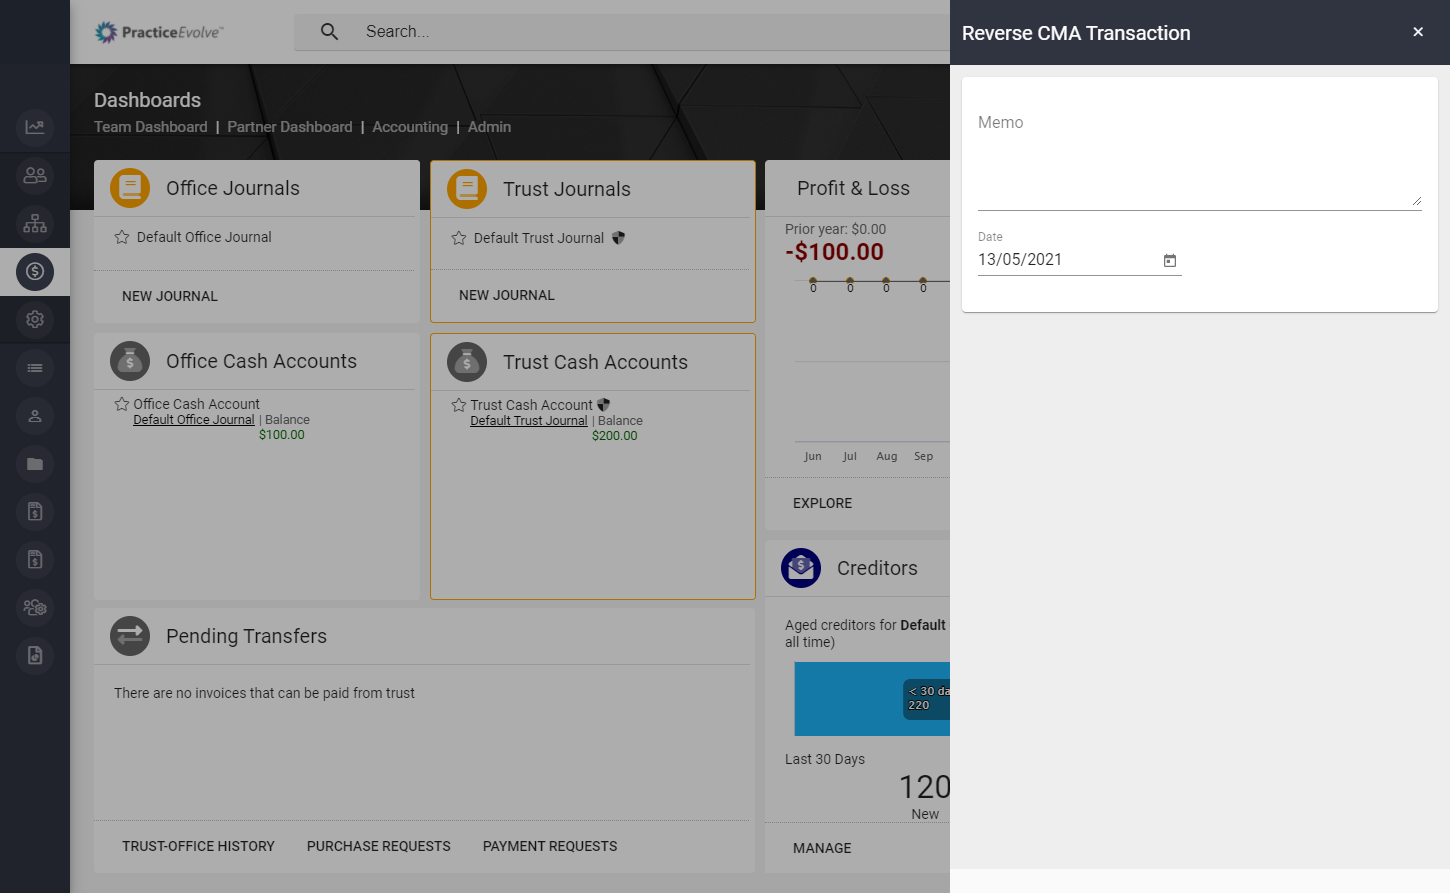 PracticeEvolve™
Search...
Dashboards
Team Dashboard | Partner Dashboard | Accounting | Admin
Office Journals
Default Office Journal
NEW JOURNAL
Trust Journals
Default Trust Journal
NEW JOURNAL
Profit & Loss
Prior year: $0.00
-$100.00
0 0 0 0
Jun Jul Aug Sep
EXPLORE
Office Cash Accounts
Office Cash Account
Default Office Journal | Balance
$100.00
Trust Cash Accounts
Trust Cash Account
Default Trust Journal | Balance
$200.00
Creditors
Aged creditors for Default
all time)
< 30 da
220
Last 30 Days
120
New
MANAGE
Pending Transfers
There are no invoices that can be paid from trust
TRUST-OFFICE HISTORY PURCHASE REQUESTS PAYMENT REQUESTS
Reverse CMA Transaction
Memo
Date
13/05/2021